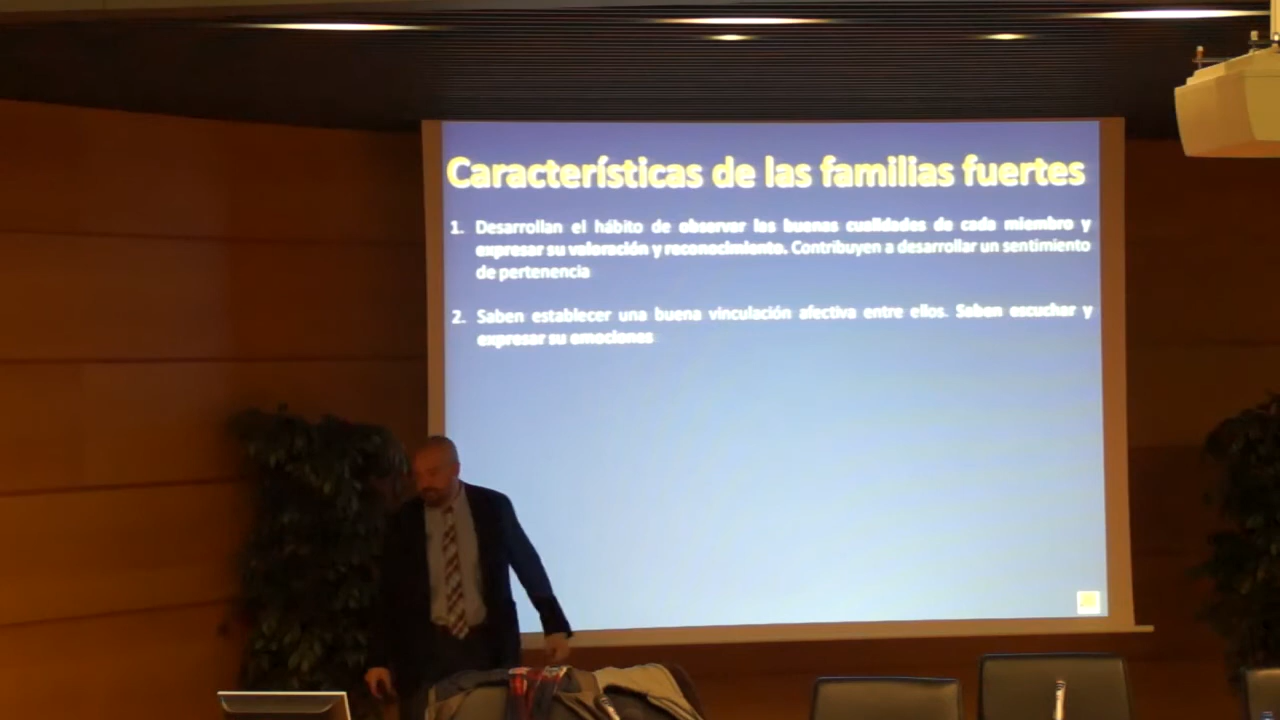 Características de las familias fuertes
1. Desarrollan el hábito de observar las buenas cualidades de cada miembro y
expresar su valoración y reconocimiento. Contribuyen a desarrollar un sentimiento
de pertenencia
2. Saben establecer una buena vinculación afectiva entre ellos. Saben escuchar y
expresar su emociones